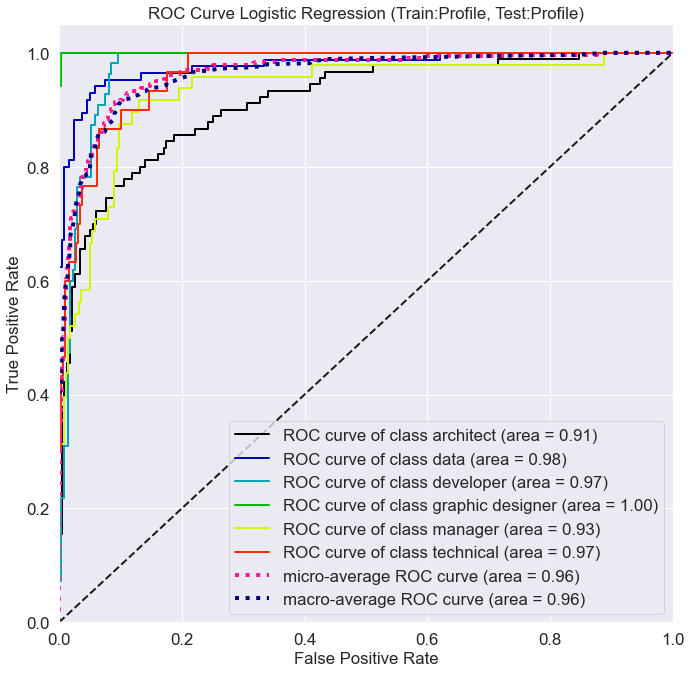 ROC Curve Logistic Regression (Train:Profile, Test:Profile)
True Positive Rate
1.0
0.8
0.6
0.4
0.2
0.0
ROC curve of class architect (area = 0.91)
ROC curve of class data (area = 0.98)
ROC curve of class developer (area = 0.97)
ROC curve of class graphic designer (area = 1.00)
ROC curve of class manager (area = 0.93)
ROC curve of class technical (area = 0.97)
micro-average ROC curve (area = 0.96)
macro-average ROC curve (area = 0.96)
0.0 0.2 0.4 0.6 0.8 1.0
False Positive Rate